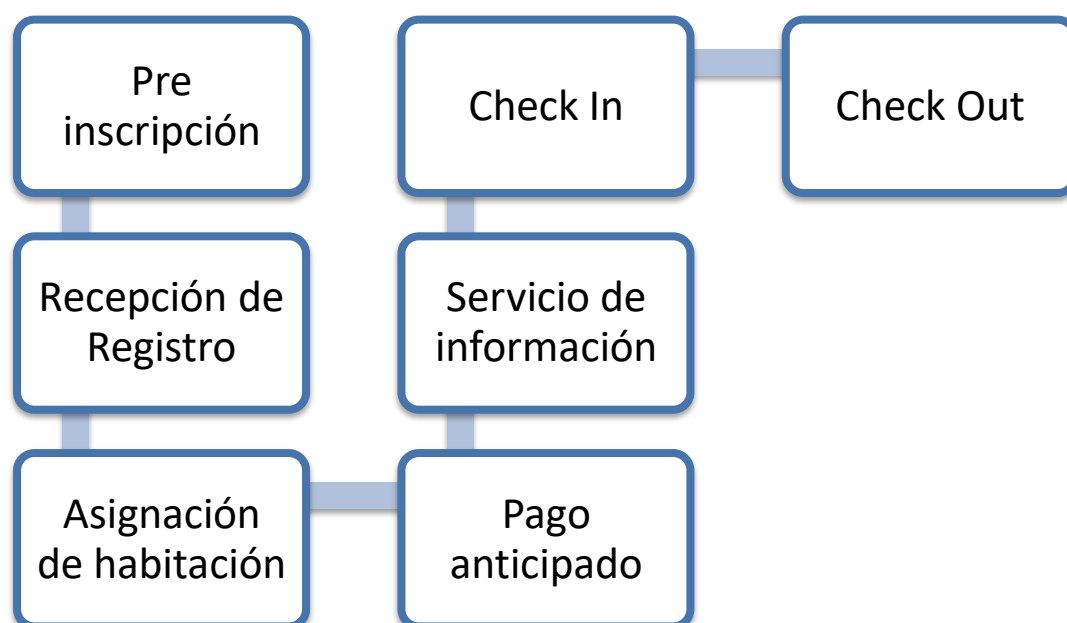 Pre
inscripción
Recepción de
Registro
Asignación
de habitación
Pago
anticipado
Servicio de
información
Check In
Check Out